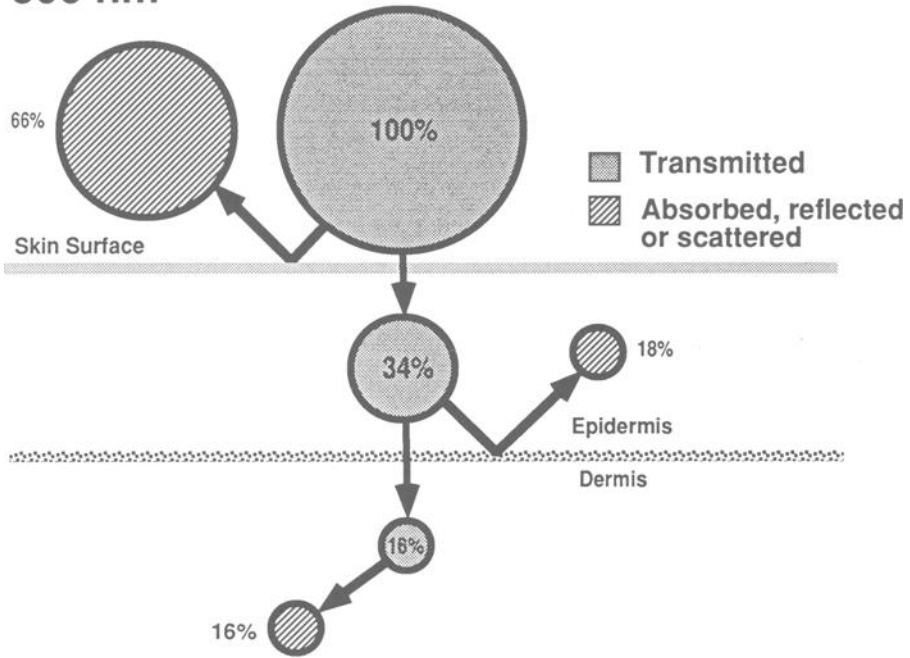 66%
100%
Transmitted
Absorbed, reflected
or scattered
Skin Surface
34%
18%
Epidermis
Dermis
16%
16%